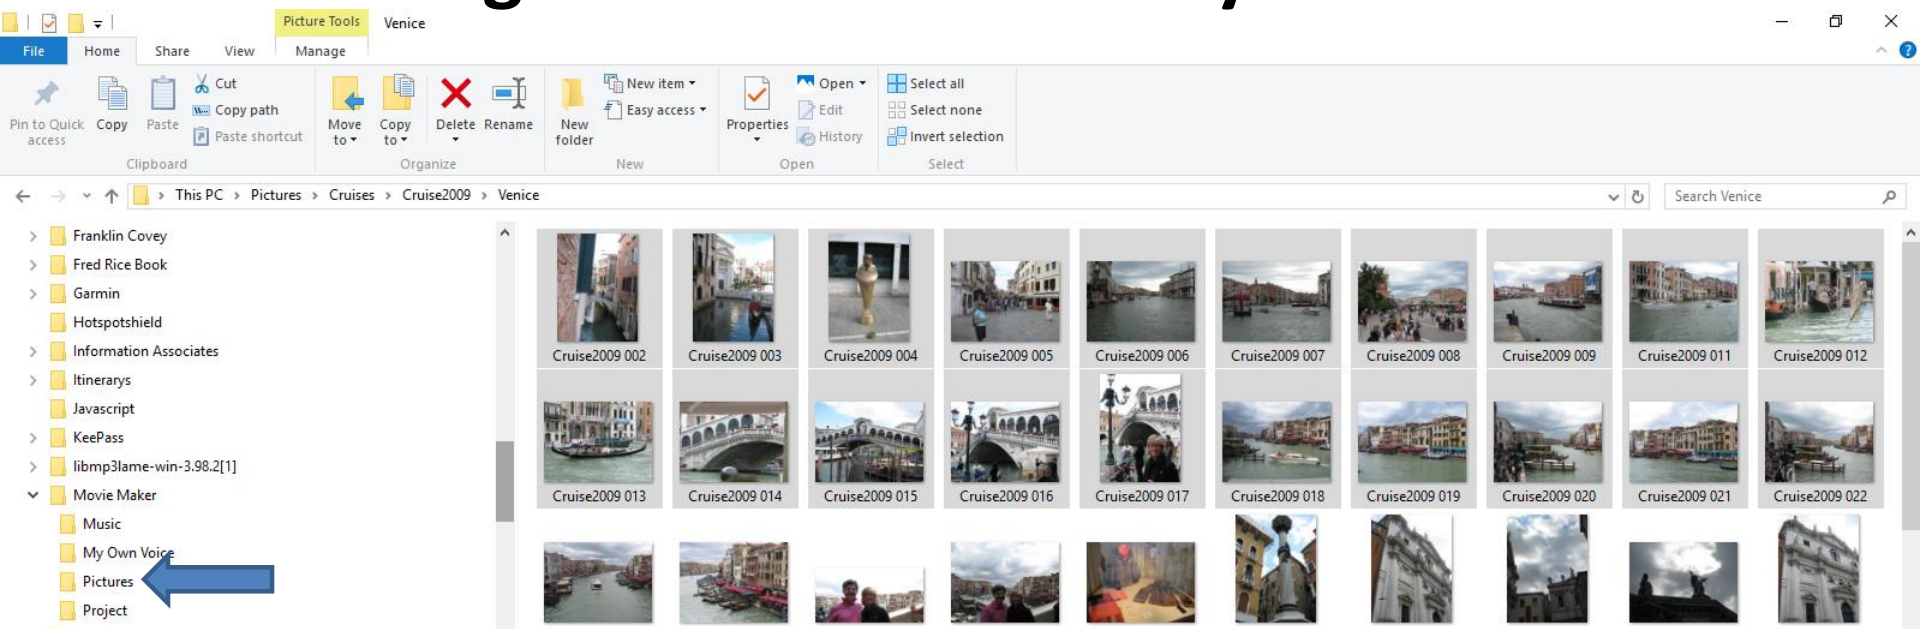 Picture Tools Venice
File Home Share View Manage
Pin to Quick access
Copy
Paste
Cut
Copy path
Paste shortcut
Clipboard
Move to
Copy to
Delete
Rename
Organize
New folder
New item
Easy access
New
Properties
Open
Edit
History
Open
Select all
Select none
Invert selection
Select
This PC > Pictures > Cruises > Cruise2009 > Venice
Search Venice
Franklin Covey
Fred Rice Book
Garmin
Hotspotshield
Information Associates
Itinerarys
Javascript
KeePass
libmp3lame-win-3.98.2[1]
Movie Maker
Music
My Own Voice
Pictures
Project
Cruise2009 002 Cruise2009 003 Cruise2009 004 Cruise2009 005 Cruise2009 006 Cruise2009 007 Cruise2009 008 Cruise2009 009 Cruise2009 011 Cruise2009 012
Cruise2009 013 Cruise2009 014 Cruise2009 015 Cruise2009 016 Cruise2009 017 Cruise2009 018 Cruise2009 019 Cruise2009 020 Cruise2009 021 Cruise2009 022